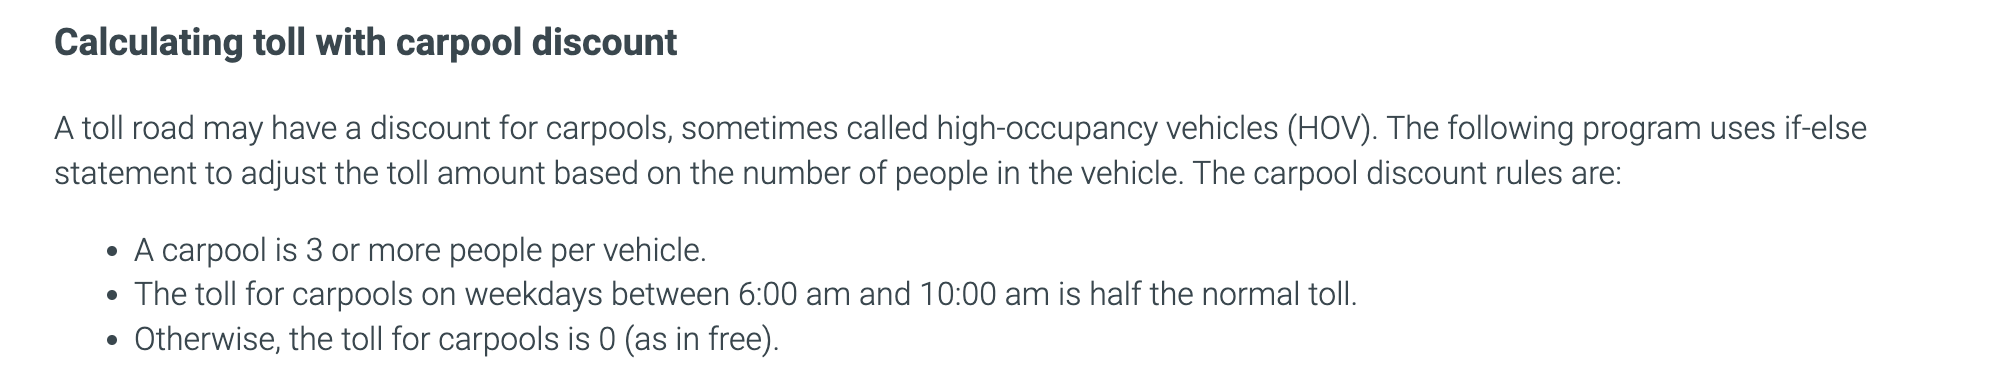 Calculating toll with carpool discount
A toll road may have a discount for carpools, sometimes called high-occupancy vehicles (HOV). The following program uses if-else
statement to adjust the toll amount based on the number of people in the vehicle. The carpool discount rules are:
• A carpool is 3 or more people per vehicle.
• The toll for carpools on weekdays between 6:00 am and 10:00 am is half the normal toll.
• Otherwise, the toll for carpools is 0 (as in free).